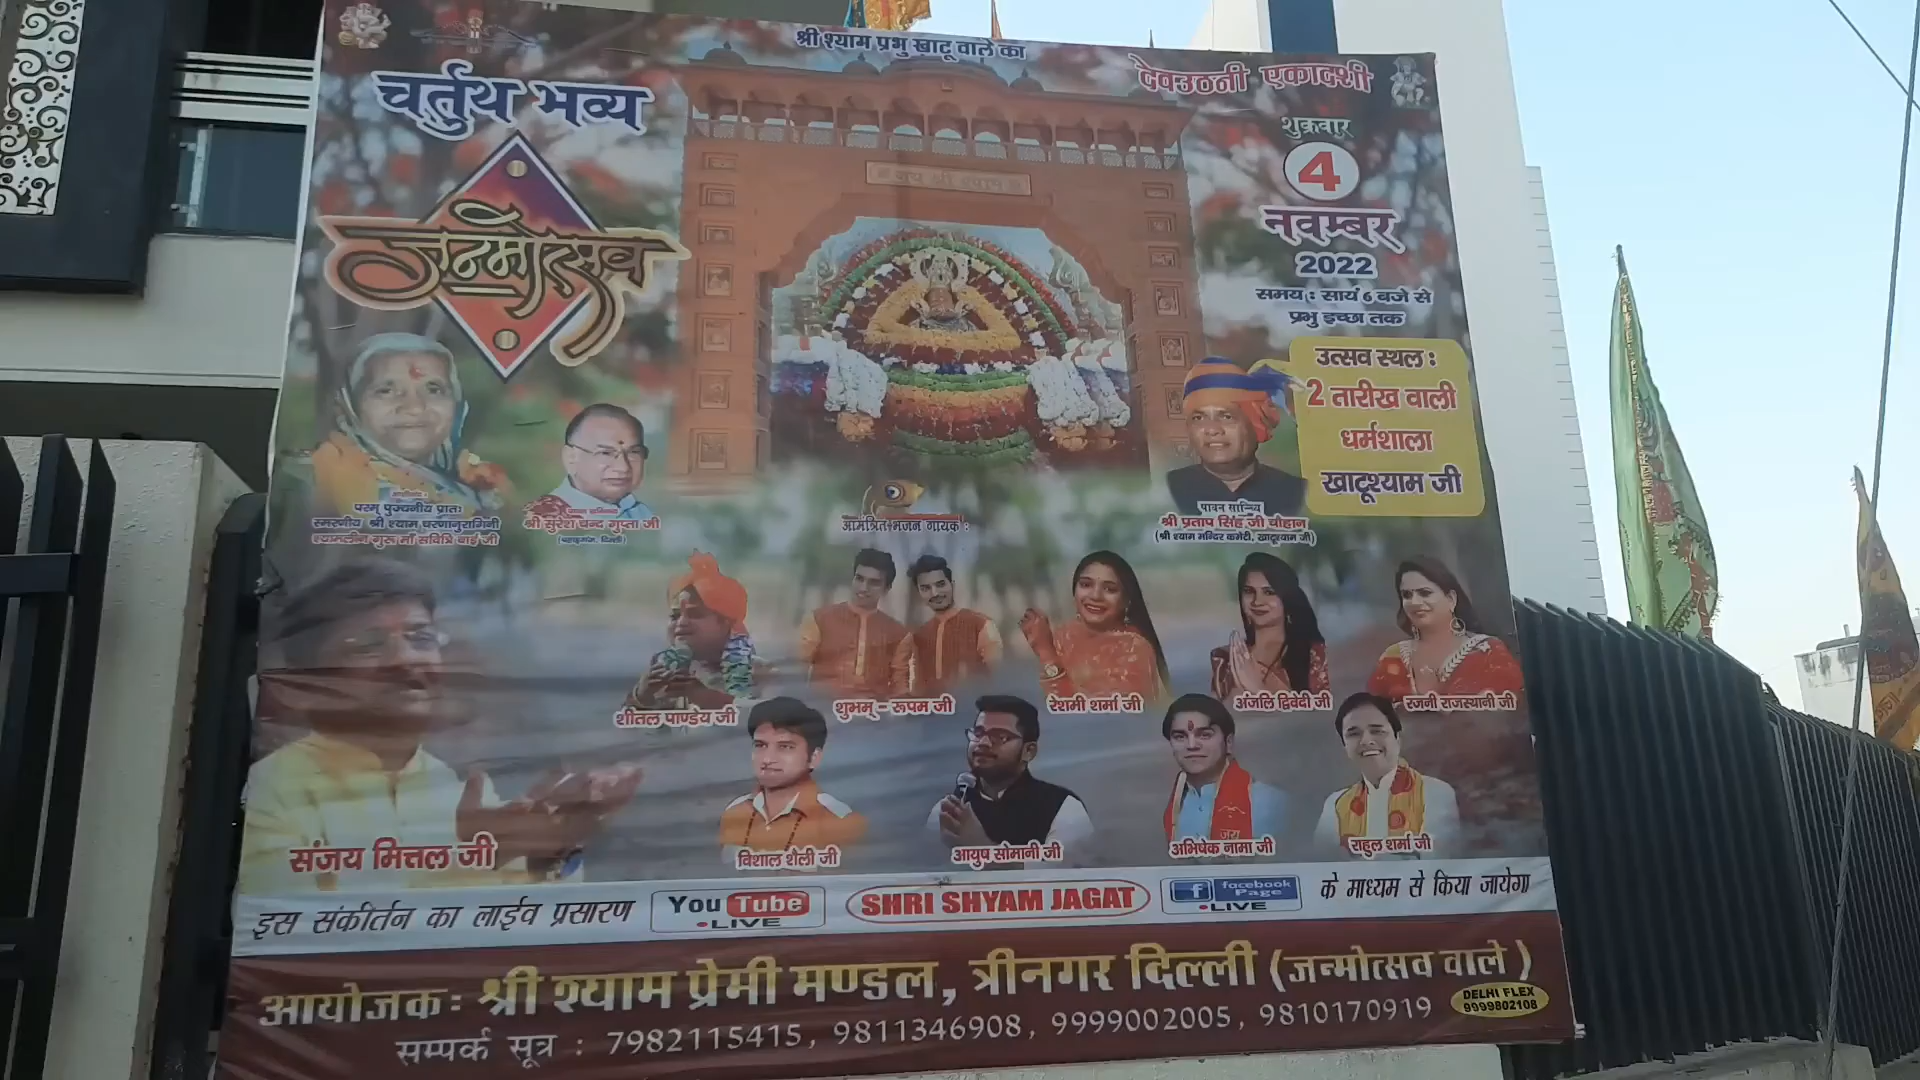 श्री श्याम प्रभु खाटू वाले का
चर्तुथ भव्य
जन्मोत्सव
देवउठनी एकादशी
शुक्रवार
4
नवम्बर
2022
समय : सायं 6 बजे से
प्रभु इच्छा तक
उत्सव स्थल :
2 तारीख वाली
धर्मशाला
खाटूश्याम जी
जय श्री श्याम
परम् पुज्यनीय प्रातः
स्मरणीय श्री श्याम चरणानुरागिनी
श्यामलीन गुरू माँ सवित्रि बाई जी
श्री सुरेश चन्द गुप्ता जी
(पहाड़गंज, दिल्ली)
आमंत्रित भजन गायक :
पावन सानिध्य
श्री प्रताप सिंह जी चौहान
(श्री श्याम मन्दिर कमेटी, खाटूश्याम जी)
शीतल पाण्डेय जी
शुभम् - रूपम जी
रेशमी शर्मा जी
अंजलि द्विवेदी जी
रजनी राजस्थानी जी
संजय मित्तल जी
विशाल शैली जी
आयुष सोमानी जी
अभिषेक नामा जी
राहुल शर्मा जी
इस संकीर्तन का लाईव प्रसारण YouTube LIVE SHRI SHYAM JAGAT facebook Page LIVE के माध्यम से किया जायेगा
आयोजक : श्री श्याम प्रेमी मण्डल, त्रीनगर दिल्ली (जन्मोत्सव वाले)
सम्पर्क सूत्र : 7982115415, 9811346908, 9999002005, 9810170919
DELHI FLEX
9999802108